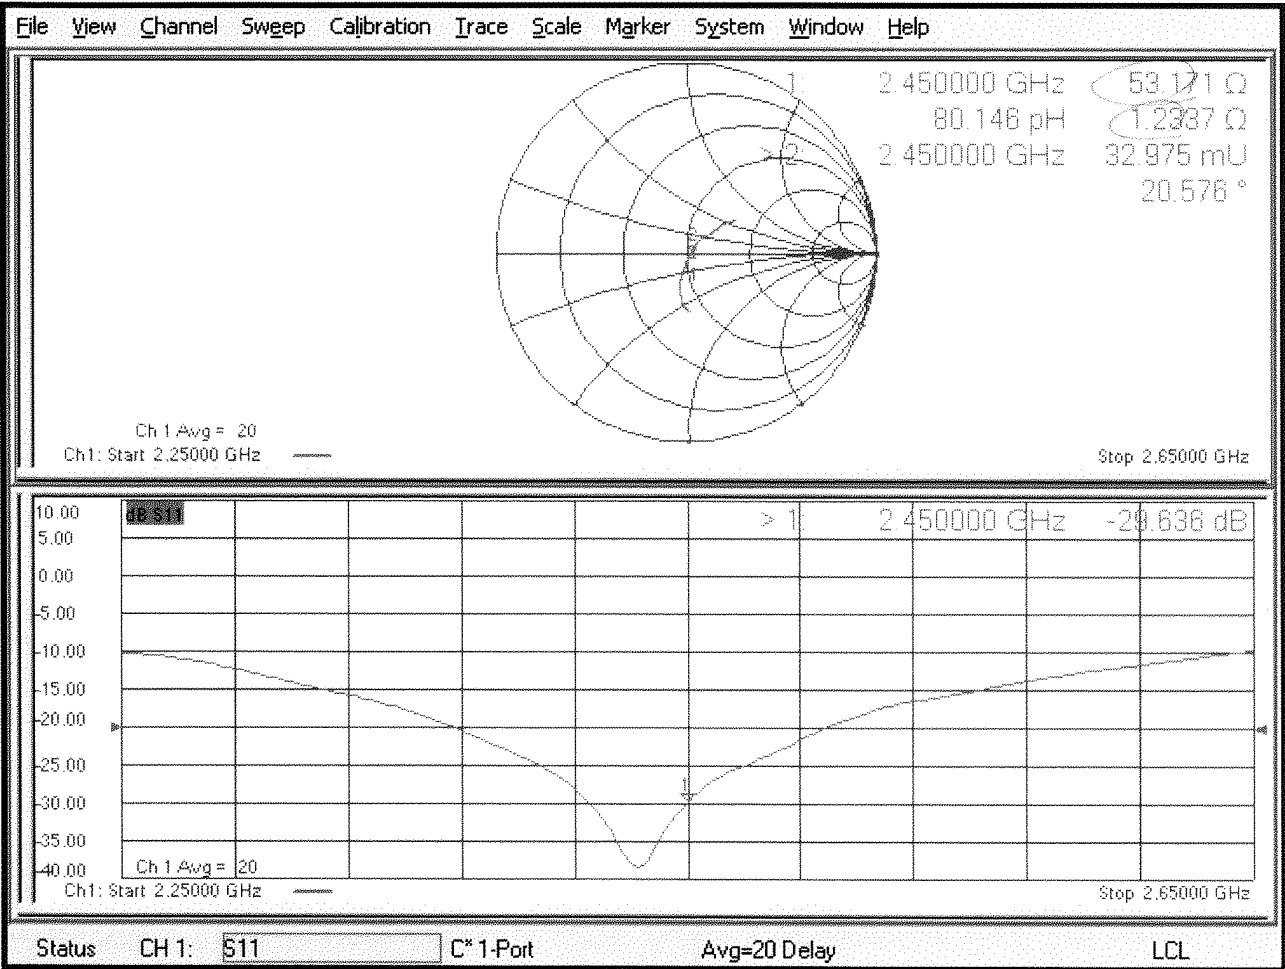 File View Channel Sweep Calibration Trace Scale Marker System Window Help
1: 2.450000 GHz 53.171 Ω
80.146 pH 1.2337 Ω
> 2: 2.450000 GHz 32.975 mU
20.576 °
Ch 1 Avg = 20
Ch1: Start 2.25000 GHz Stop 2.65000 GHz
10.00 dB S11 > 1: 2.450000 GHz -29.636 dB
5.00
0.00
-5.00
-10.00
-15.00
-20.00
-25.00
1
-30.00
-35.00
-40.00 Ch 1 Avg = 20
Ch1: Start 2.25000 GHz Stop 2.65000 GHz
Status CH 1: S11 C* 1-Port Avg=20 Delay LCL